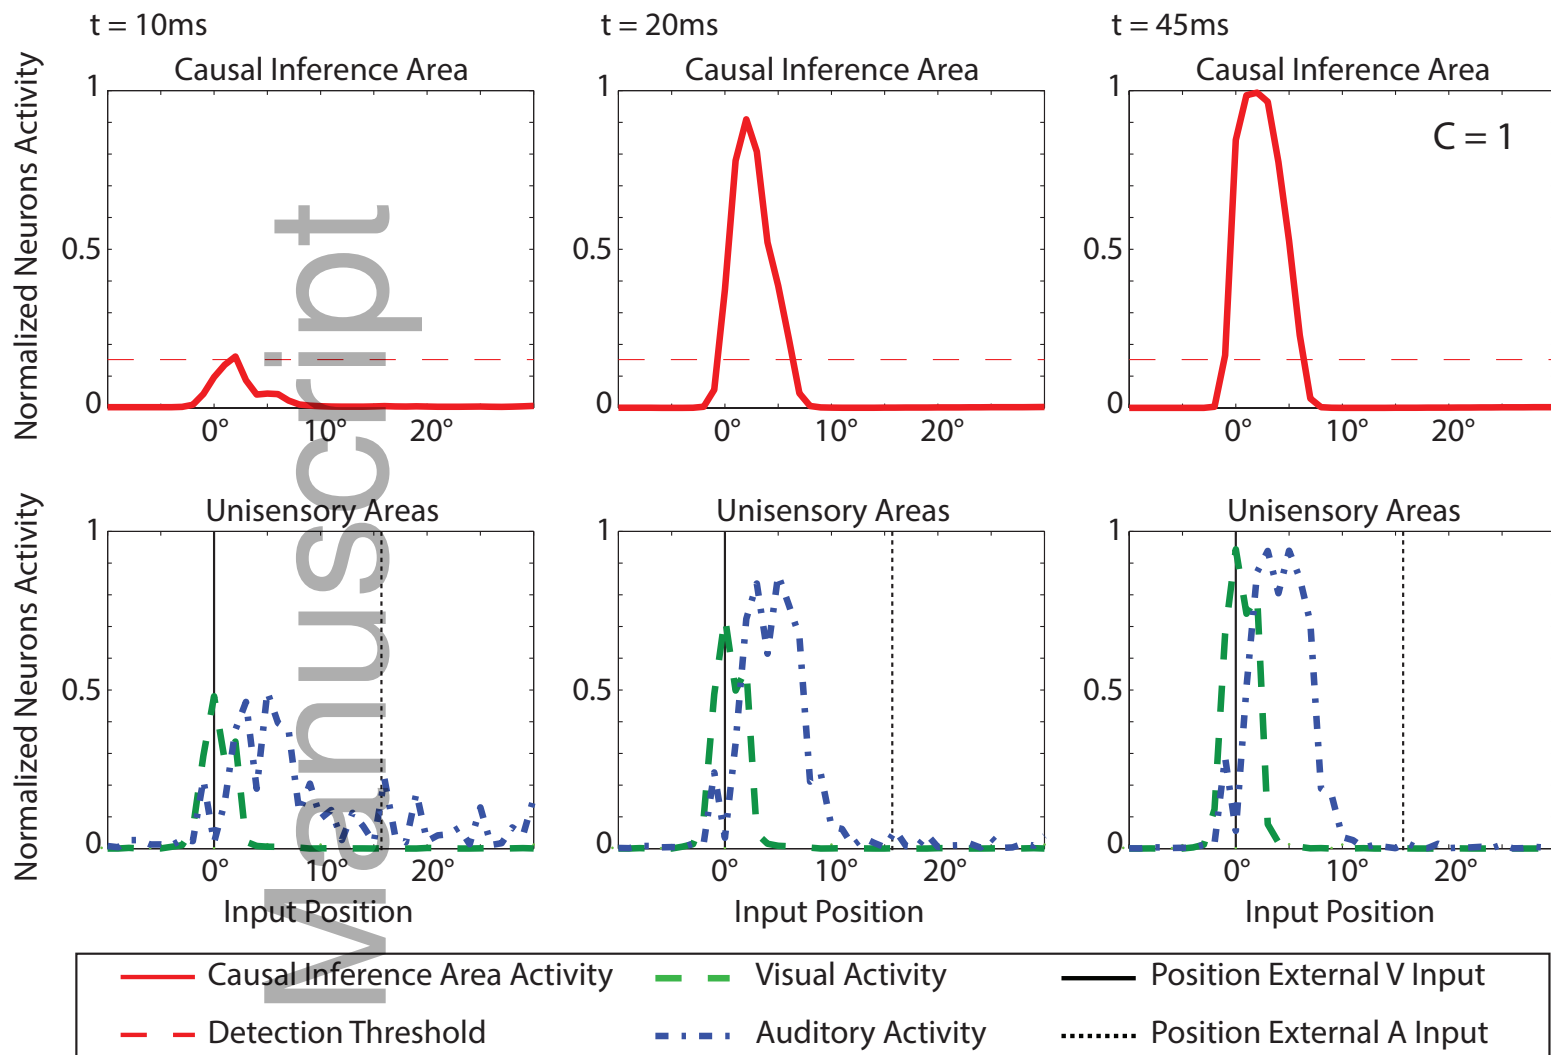 t = 10ms
t = 20ms
t = 45ms
Causal Inference Area
Causal Inference Area
Causal Inference Area
Normalized Neurons Activity
1
0.5
0
0°
10°
20°
1
0.5
0
0°
10°
20°
1
0.5
0
0°
10°
20°
C = 1
Unisensory Areas
Unisensory Areas
Unisensory Areas
Normalized Neurons Activity
1
0.5
0
0°
10°
20°
1
0.5
0
0°
10°
20°
1
0.5
0
0°
10°
20°
Input Position
Input Position
Input Position
Causal Inference Area Activity
Visual Activity
Position External V Input
Detection Threshold
Auditory Activity
Position External A Input
Manuscript